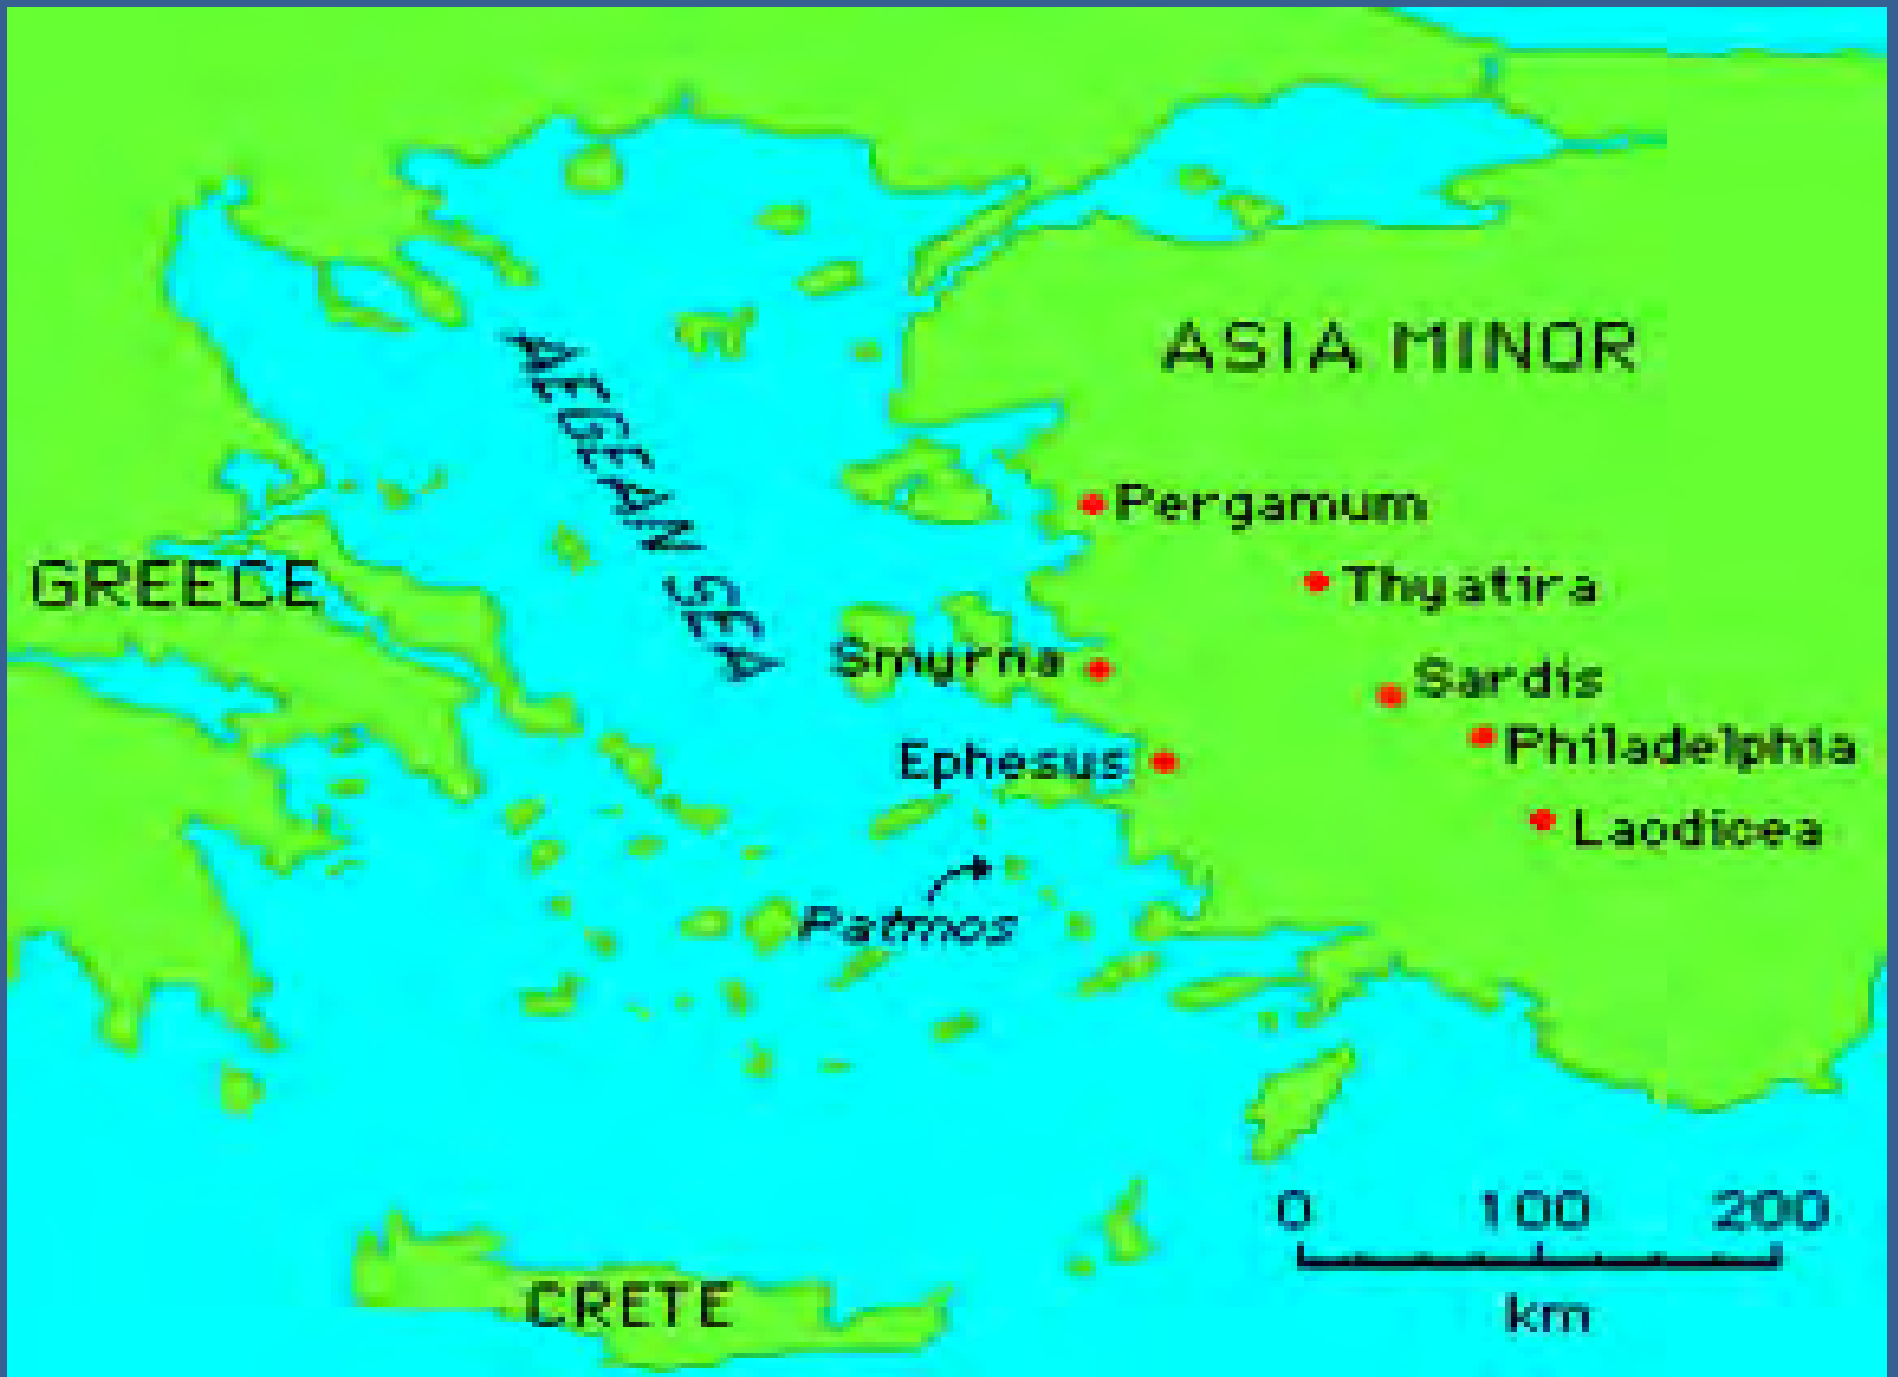 ASIA MINOR
AEGEAN SEA
Pergamum
Thyatira
GREECE
Smyrna
Sardis
Philadelphia
Ephesus
Laodicea
Patmos
0 100 200
km
CRETE